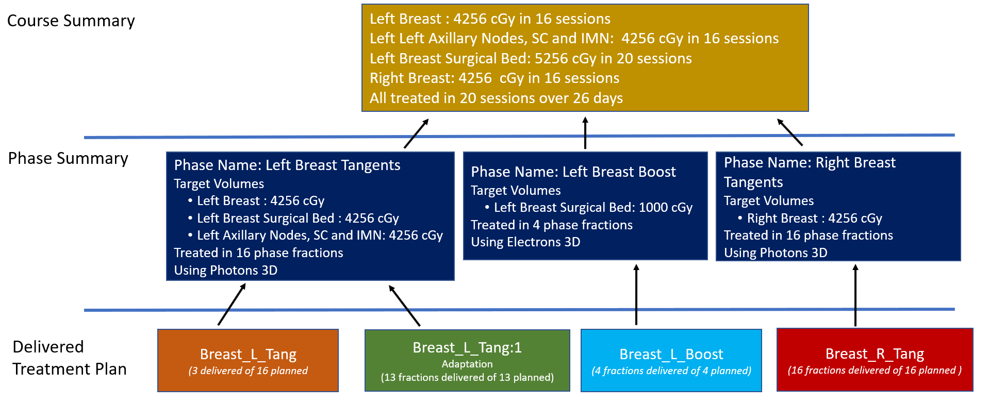 Course Summary
Left Breast : 4256 cGy in 16 sessions
Left Left Axillary Nodes, SC and IMN:  4256 cGy in 16 sessions
Left Breast Surgical Bed: 5256 cGy in 20 sessions
Right Breast: 4256  cGy in 16 sessions
All treated in 20 sessions over 26 days
Phase Summary
Phase Name: Left Breast Tangents
Target Volumes
• Left Breast : 4256 cGy
• Left Breast Surgical Bed : 4256 cGy
• Left Axillary Nodes, SC and IMN: 4256 cGy
Treated in 16 phase fractions
Using Photons 3D
Phase Name: Left Breast Boost
Target Volumes
• Left Breast Surgical Bed: 1000 cGy
Treated in 4 phase fractions
Using Electrons 3D
Phase Name: Right Breast
Tangents
Target Volumes
• Right Breast : 4256 cGy
Treated in 16 phase fractions
Using Photons 3D
Delivered
Treatment Plan
Breast_L_Tang
(3 delivered of 16 planned
Breast_L_Tang:1
Adaptation
(13 fractions delivered of 13 planned)
Breast_L_Boost
(4 fractions delivered of 4 planned)
Breast_R_Tang
(16 fractions delivered of 16 planned )